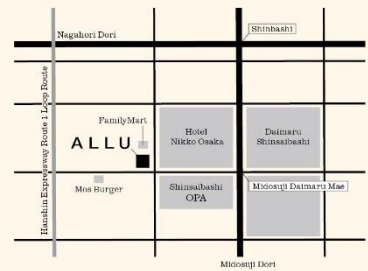 Nagahori Dori
Shinbashi
Hanshin Expressway Route 1 Loop Route
FamilyMart
ALLU
Hotel
Nikko Osaka
Daimaru
Shinsaibashi
Mos Burger
Shinsaibashi
OPA
Midosuji Daimaru Mae
Midosuji Dori